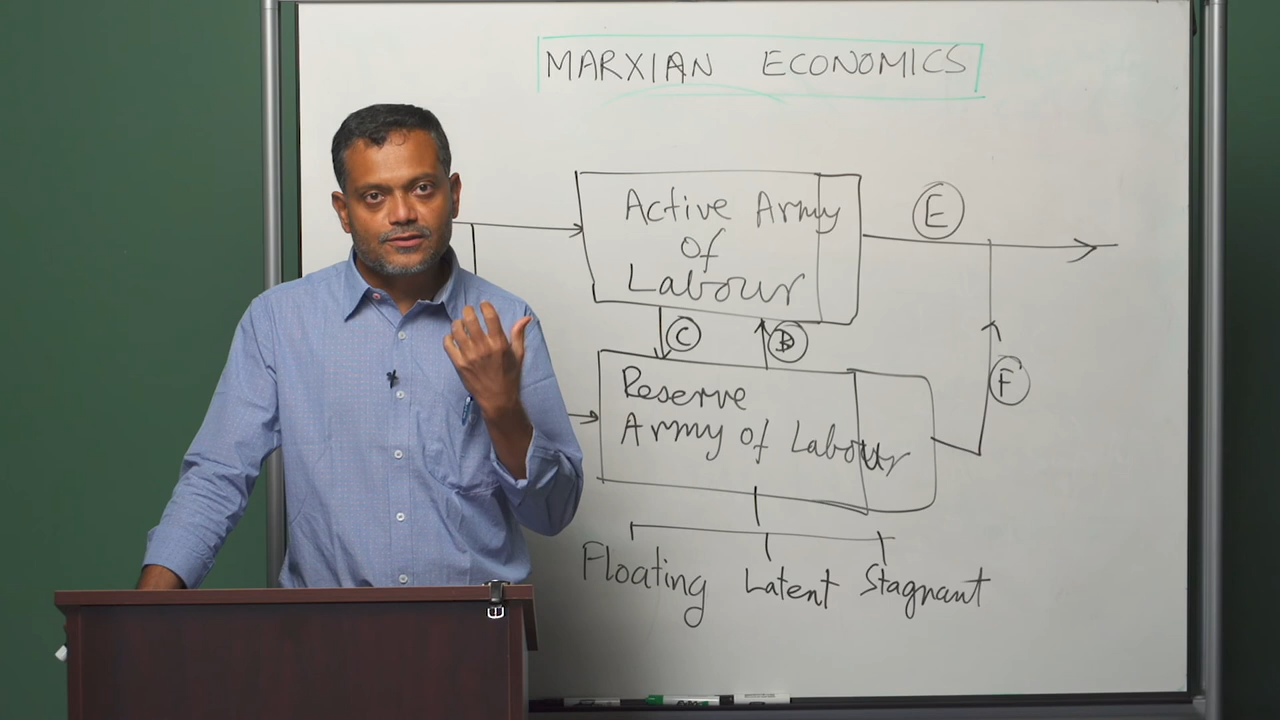 MARXIAN ECONOMICS
Active Army
of
Labour
E
C
B
Reserve
Army of Labour
F
Floating
Latent
Stagnant